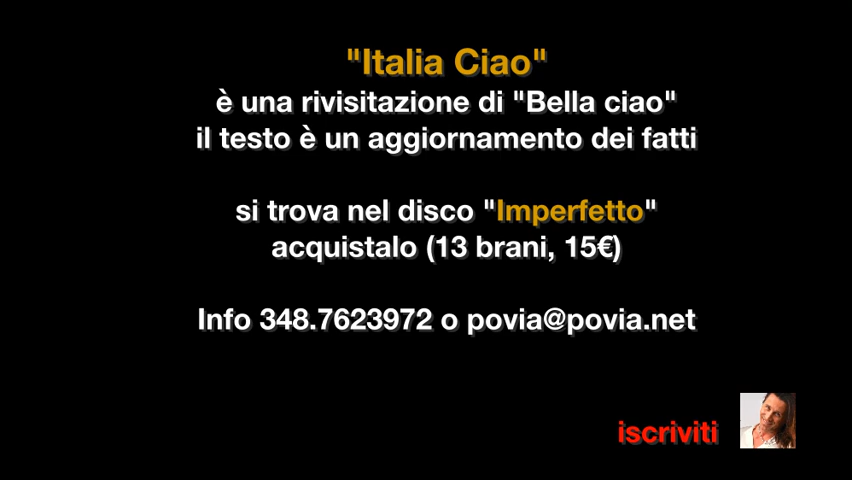 "Italia Ciao"
è una rivisitazione di "Bella ciao"
il testo è un aggiornamento dei fatti
si trova nel disco "Imperfetto"
acquistalo (13 brani, 15€)
Info 348.7623972 o povia@povia.net
iscriviti